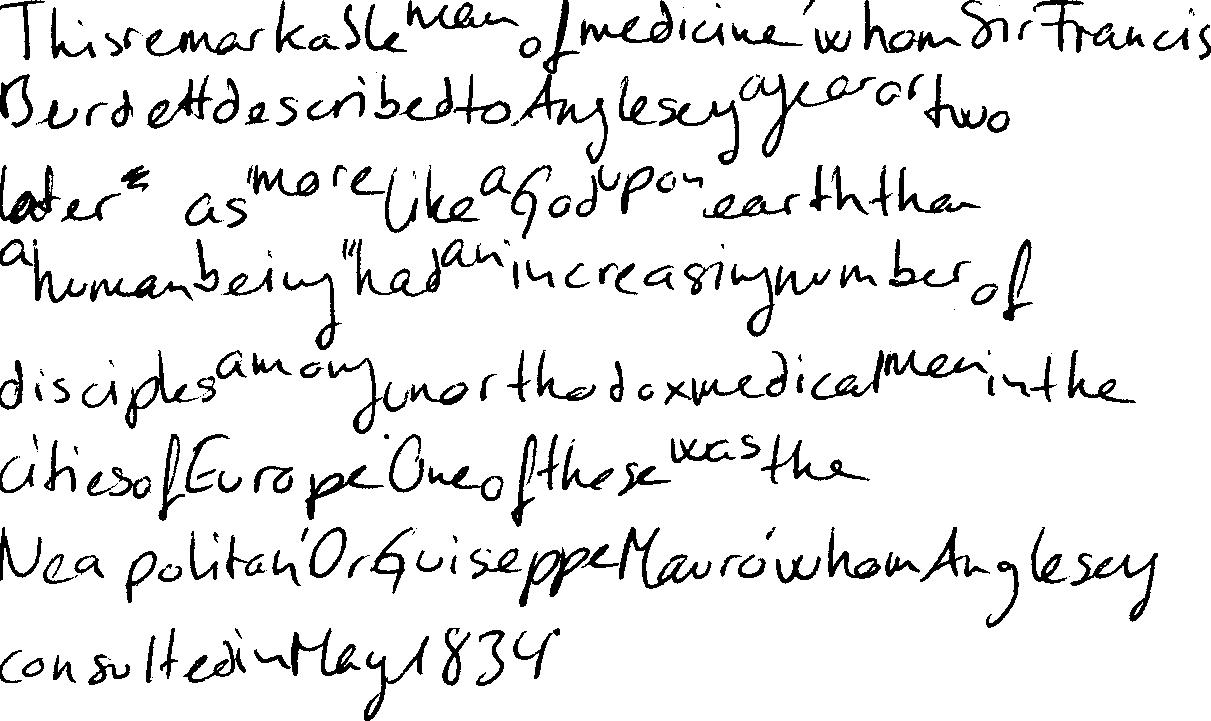 This remarkable man of medicine, whom Sir Francis
Burdett described to Anglesey a year or two
later as "more like a God upon earth than
a human being" had an increasing number of
disciples among unorthodox medical men in the
cities of Europe. One of these was the
Neapolitan, Dr Guiseppe Mauro, whom Anglesey
consulted in May 1834